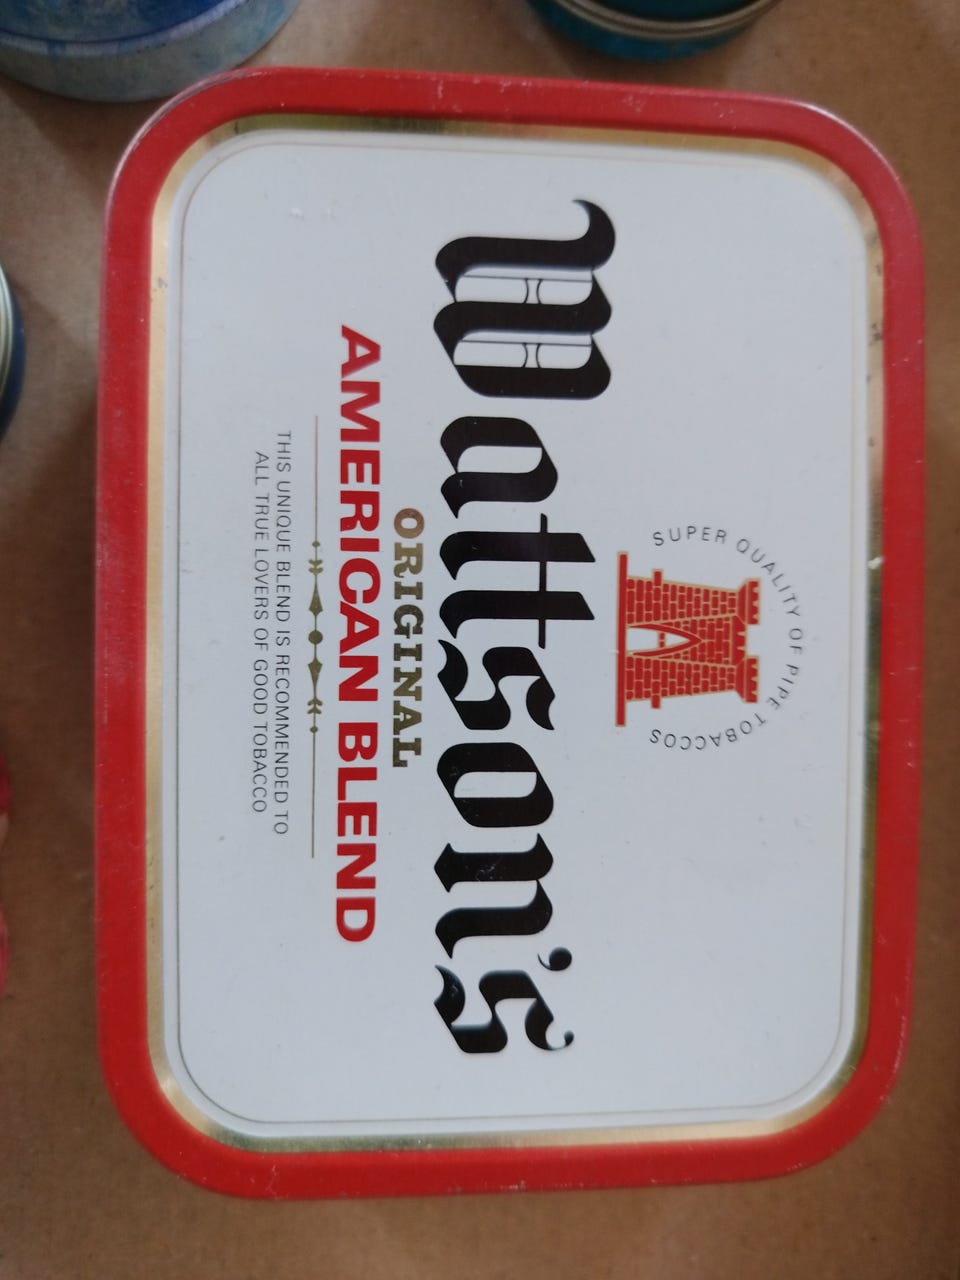 SUPER QUALITY OF PIPE TOBACCOS
Mattson's
ORIGINAL
AMERICAN BLEND
THIS UNIQUE BLEND IS RECOMMENDED TO
ALL TRUE LOVERS OF GOOD TOBACCO